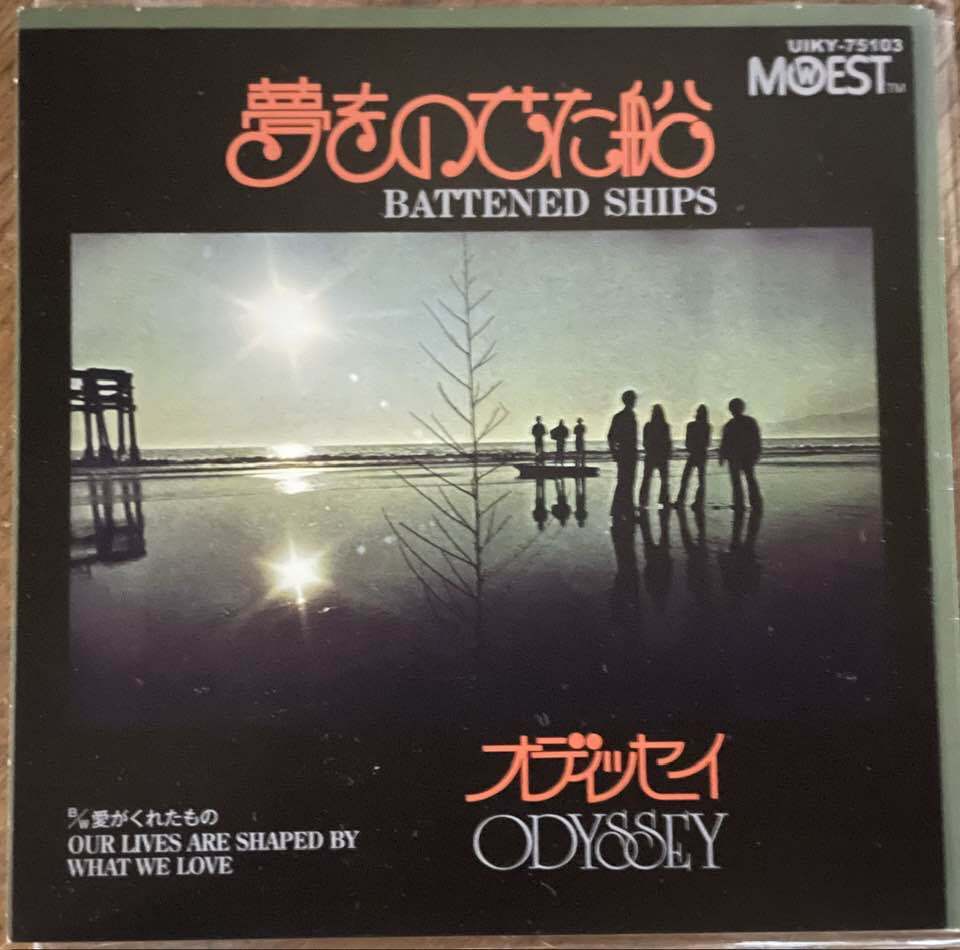 UIKY-75103
MOWEST™
夢をのせた船
BATTENED SHIPS
オディッセイ
ODYSSEY
B/W 愛がくれたもの
OUR LIVES ARE SHAPED BY
WHAT WE LOVE